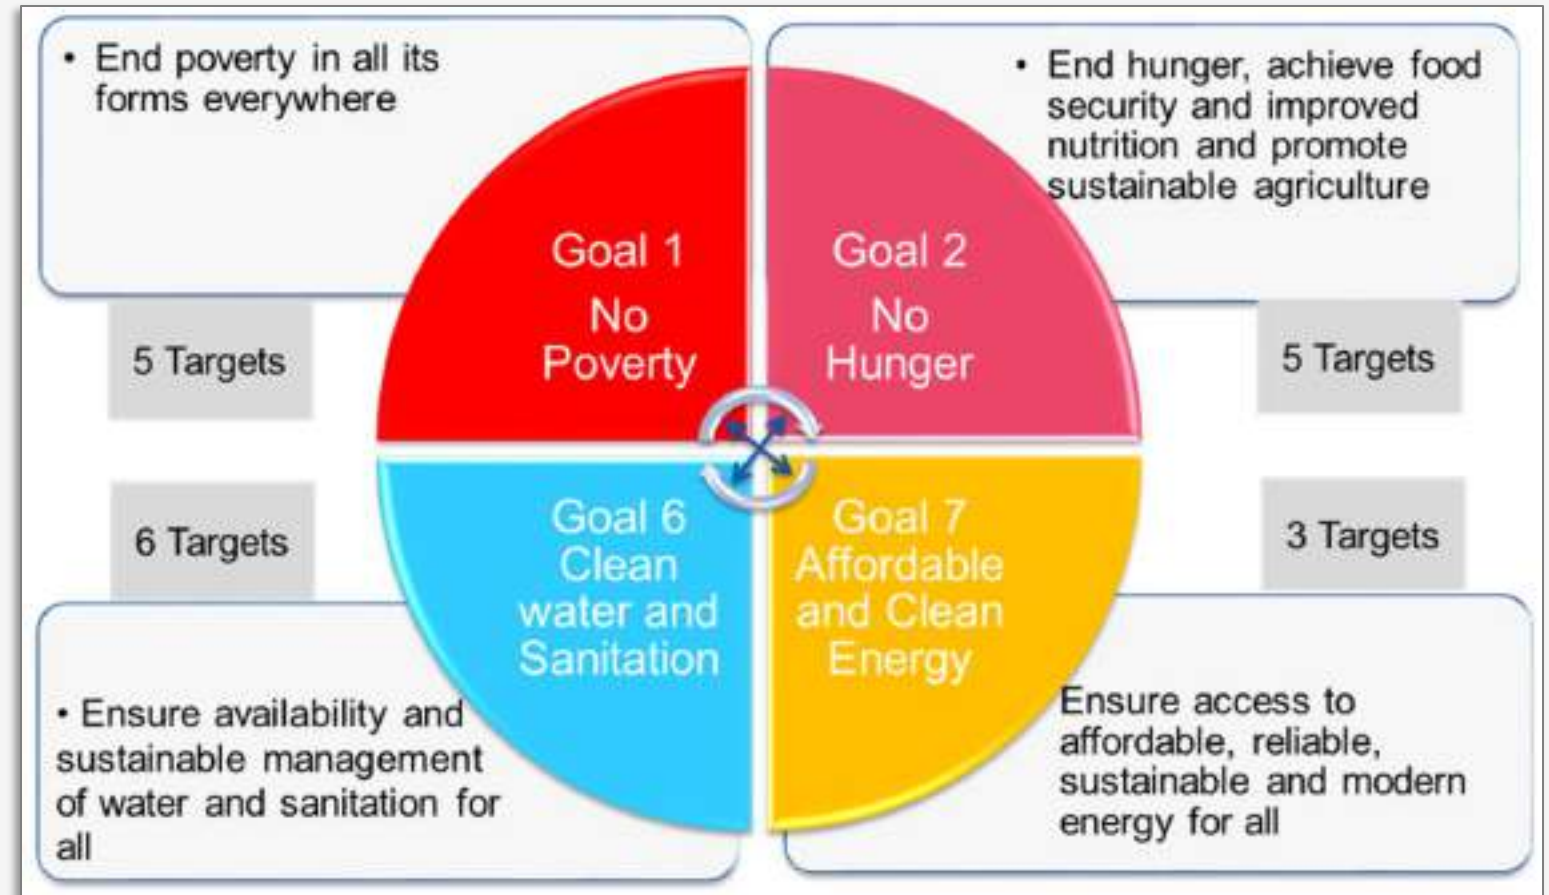 • End poverty in all its
forms everywhere
• End hunger, achieve food
security and improved
nutrition and promote
sustainable agriculture
Goal 1
No
Poverty
Goal 2
No
Hunger
5 Targets
5 Targets
6 Targets
3 Targets
Goal 6
Clean
water and
Sanitation
Goal 7
Affordable
and Clean
Energy
• Ensure availability and
sustainable management
of water and sanitation for
all
Ensure access to
affordable, reliable,
sustainable and modern
energy for all